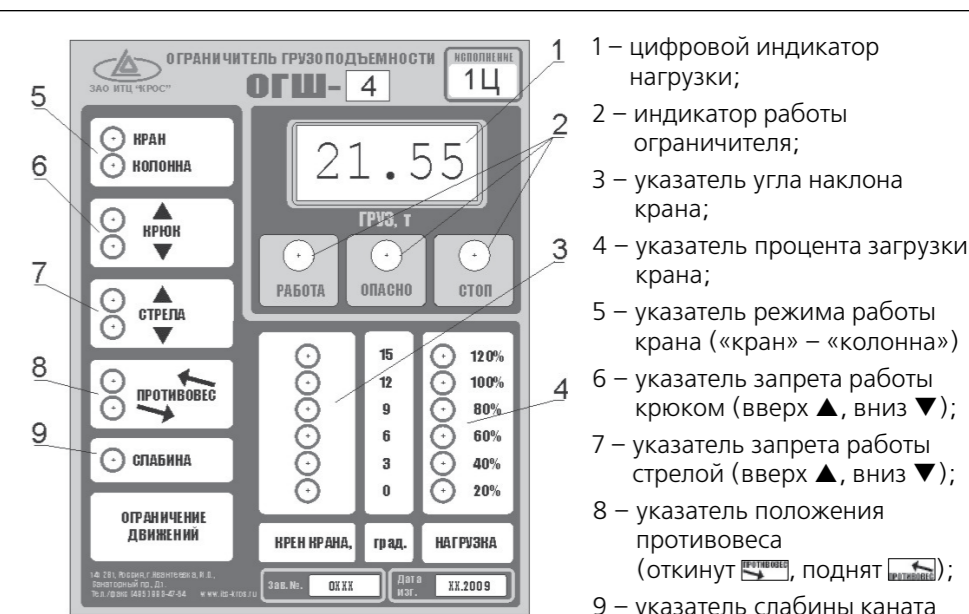 ОГРАНИЧИТЕЛЬ ГРУЗОПОДЪЕМНОСТИ
ЗАО ИТЦ "КРОС"
ОГШ- 4
ИСПОЛНЕНИЕ
1Ц
1
5
КРАН
КОЛОННА
21.55
2
6
КРЮК
ГРУЗ, т
РАБОТА
ОПАСНО
СТОП
3
7
СТРЕЛА
15
120%
12
100%
9
80%
6
60%
3
40%
0
20%
4
8
ПРОТИВОВЕС
9
СЛАБИНА
ОГРАНИЧЕНИЕ
ДВИЖЕНИЙ
КРЕН КРАНА,
град.
НАГРУЗКА
Зав. №.
0XXX
Дата
изг.
XX.2009
1 – цифровой индикатор
нагрузки;
2 – индикатор работы
ограничителя;
3 – указатель угла наклона
крана;
4 – указатель процента загрузки
крана;
5 – указатель режима работы
крана («кран» – «колонна»)
6 – указатель запрета работы
крюком (вверх ▲, вниз ▼);
7 – указатель запрета работы
стрелой (вверх ▲, вниз ▼);
8 – указатель положения
противовеса
(откинут ПРОТИВОВЕС, поднят ПРОТИВОВЕС);
9 – указатель слабины каната